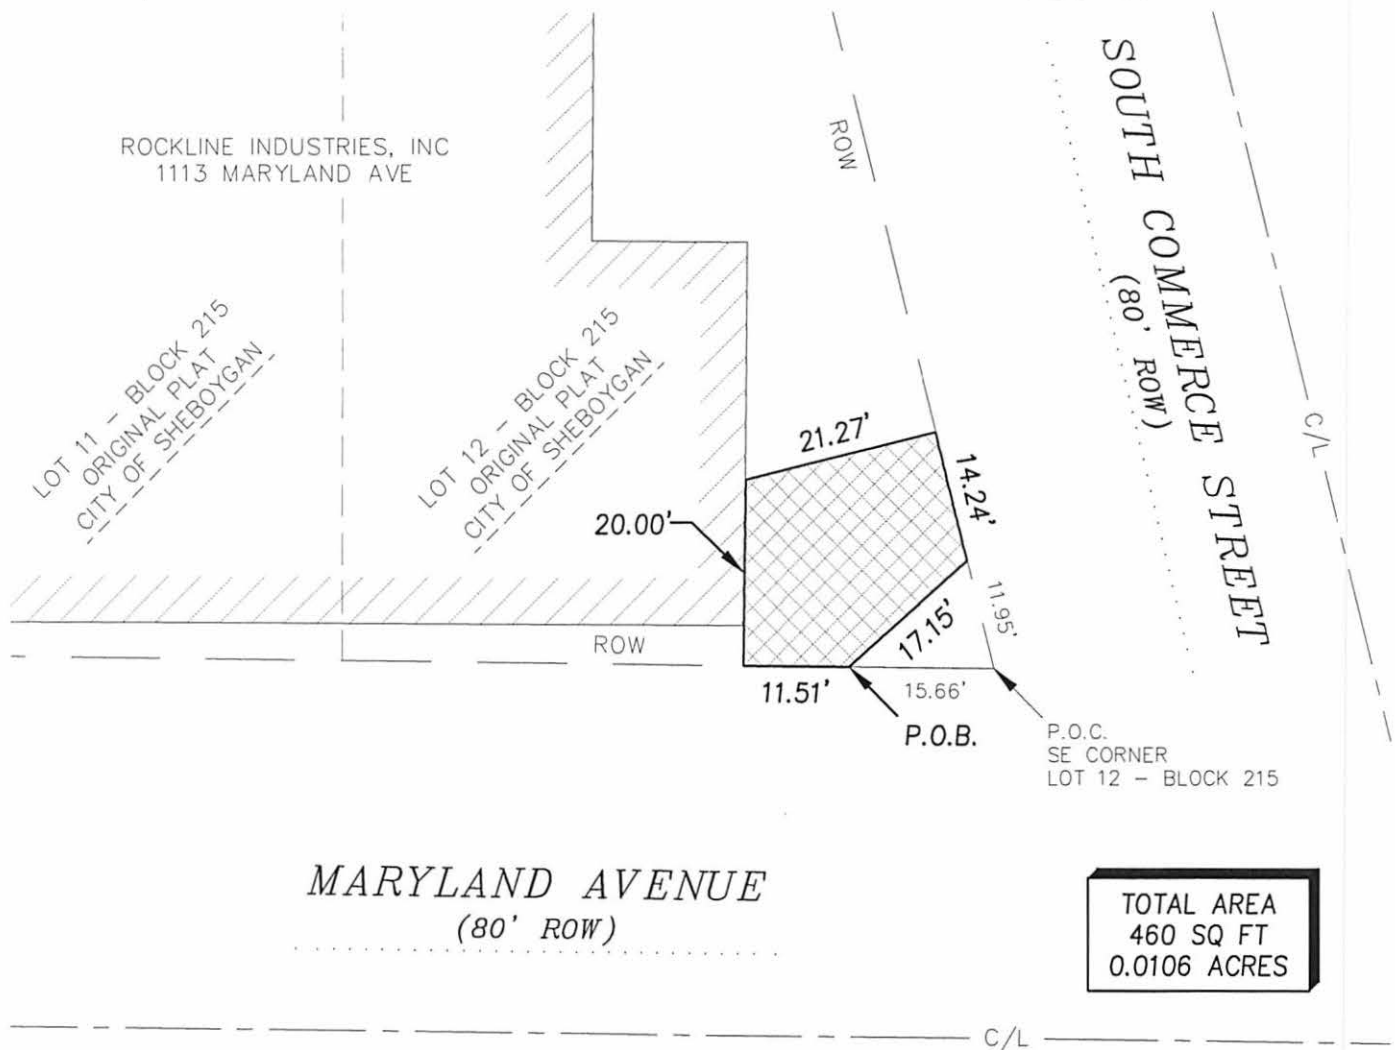 ROCKLINE INDUSTRIES, INC
1113 MARYLAND AVE
ROW
SOUTH COMMERCE STREET
(80' ROW)
C/L
LOT 11 - BLOCK 215
ORIGINAL PLAT
CITY OF SHEBOYGAN
LOT 12 - BLOCK 215
ORIGINAL PLAT
CITY OF SHEBOYGAN
21.27'
14.24'
20.00'
11.95'
17.15'
ROW
11.51'
15.66'
P.O.B.
P.O.C.
SE CORNER
LOT 12 - BLOCK 215
MARYLAND AVENUE
(80' ROW)
TOTAL AREA
460 SQ FT
0.0106 ACRES
C/L